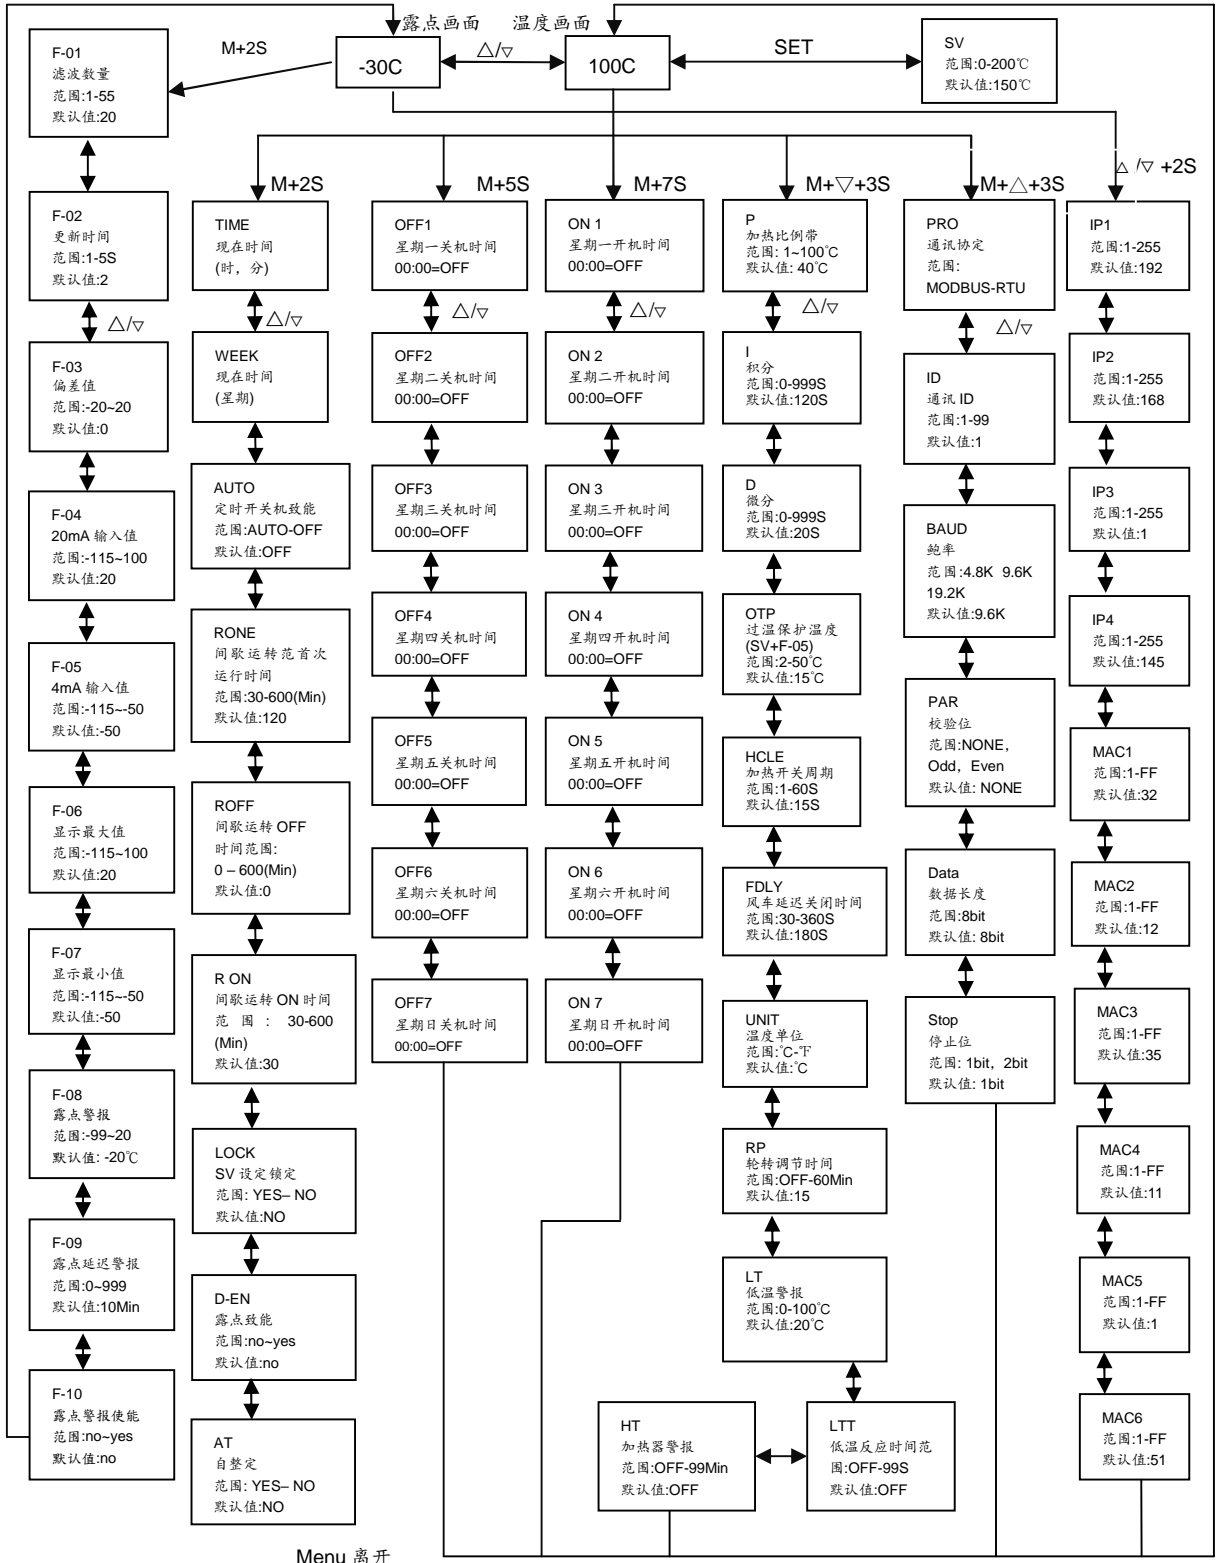 露点画面
温度画面
M+2S
-30C
△/▽
100C
SET
SV
范围:0-200℃
默认值:150℃
F-01
滤波数量
范围:1-55
默认值:20
F-02
更新时间
范围:1-5S
默认值:2
△/▽
F-03
偏差值
范围:-20~20
默认值:0
F-04
20mA 输入值
范围:-115~100
默认值:20
F-05
4mA 输入值
范围:-115~-50
默认值:-50
F-06
显示最大值
范围:-115~100
默认值:20
F-07
显示最小值
范围:-115~-50
默认值:-50
F-08
露点警报
范围:-99~20
默认值: -20℃
F-09
露点延迟警报
范围:0~999
默认值:10Min
F-10
露点警报使能
范围:no~yes
默认值:no
M+2S
TIME
现在时间
(时，分)
△/▽
WEEK
现在时间
(星期)
AUTO
定时开关机致能
范围:AUTO-OFF
默认值:OFF
RONE
间歇运转范首次
运行时间
范围:30-600(Min)
默认值:120
ROFF
间歇运转 OFF
时间范围:
0 – 600(Min)
默认值:0
R ON
间歇运转 ON 时间
范 围 : 30-600
(Min)
默认值:30
LOCK
SV 设定锁定
范围: YES– NO
默认值:NO
D-EN
露点致能
范围:no~yes
默认值:no
AT
自整定
范围: YES– NO
默认值:NO
M+5S
OFF1
星期一关机时间
00:00=OFF
△/▽
OFF2
星期二关机时间
00:00=OFF
OFF3
星期三关机时间
00:00=OFF
OFF4
星期四关机时间
00:00=OFF
OFF5
星期五关机时间
00:00=OFF
OFF6
星期六关机时间
00:00=OFF
OFF7
星期日关机时间
00:00=OFF
M+7S
ON 1
星期一开机时间
00:00=OFF
△/▽
ON 2
星期二开机时间
00:00=OFF
ON 3
星期三开机时间
00:00=OFF
ON 4
星期四开机时间
00:00=OFF
ON 5
星期五开机时间
00:00=OFF
ON 6
星期六开机时间
00:00=OFF
ON 7
星期日开机时间
00:00=OFF
M+▽+3S
P
加热比例带
范围: 1~100℃
默认值: 40℃
△/▽
I
积分
范围:0-999S
默认值:120S
D
微分
范围:0-999S
默认值:20S
OTP
过温保护温度
(SV+F-05)
范围:2-50℃
默认值:15℃
HCLE
加热开关周期
范围:1-60S
默认值:15S
FDLY
风车延迟关闭时间
范围:30-360S
默认值:180S
UNIT
温度单位
范围:℃-℉
默认值:℃
RP
轮转调节时间
范围:OFF-60Min
默认值:15
LT
低温警报
范围:0-100℃
默认值:20℃
LTT
低温反应时间范
围:OFF-99S
默认值:OFF
HT
加热器警报
范围:OFF-99Min
默认值:OFF
M+△+3S
PRO
通讯协定
范围:
MODBUS-RTU
△/▽
ID
通讯 ID
范围:1-99
默认值:1
BAUD
鲍率
范围:4.8K 9.6K
19.2K
默认值:9.6K
PAR
校验位
范围:NONE，
Odd，Even
默认值: NONE
Data
数据长度
范围:8bit
默认值: 8bit
Stop
停止位
范围: 1bit，2bit
默认值: 1bit
△ /▽ +2S
IP1
范围:1-255
默认值:192
IP2
范围:1-255
默认值:168
IP3
范围:1-255
默认值:1
IP4
范围:1-255
默认值:145
MAC1
范围:1-FF
默认值:32
MAC2
范围:1-FF
默认值:12
MAC3
范围:1-FF
默认值:35
MAC4
范围:1-FF
默认值:11
MAC5
范围:1-FF
默认值:1
MAC6
范围:1-FF
默认值:51
Menu 离开